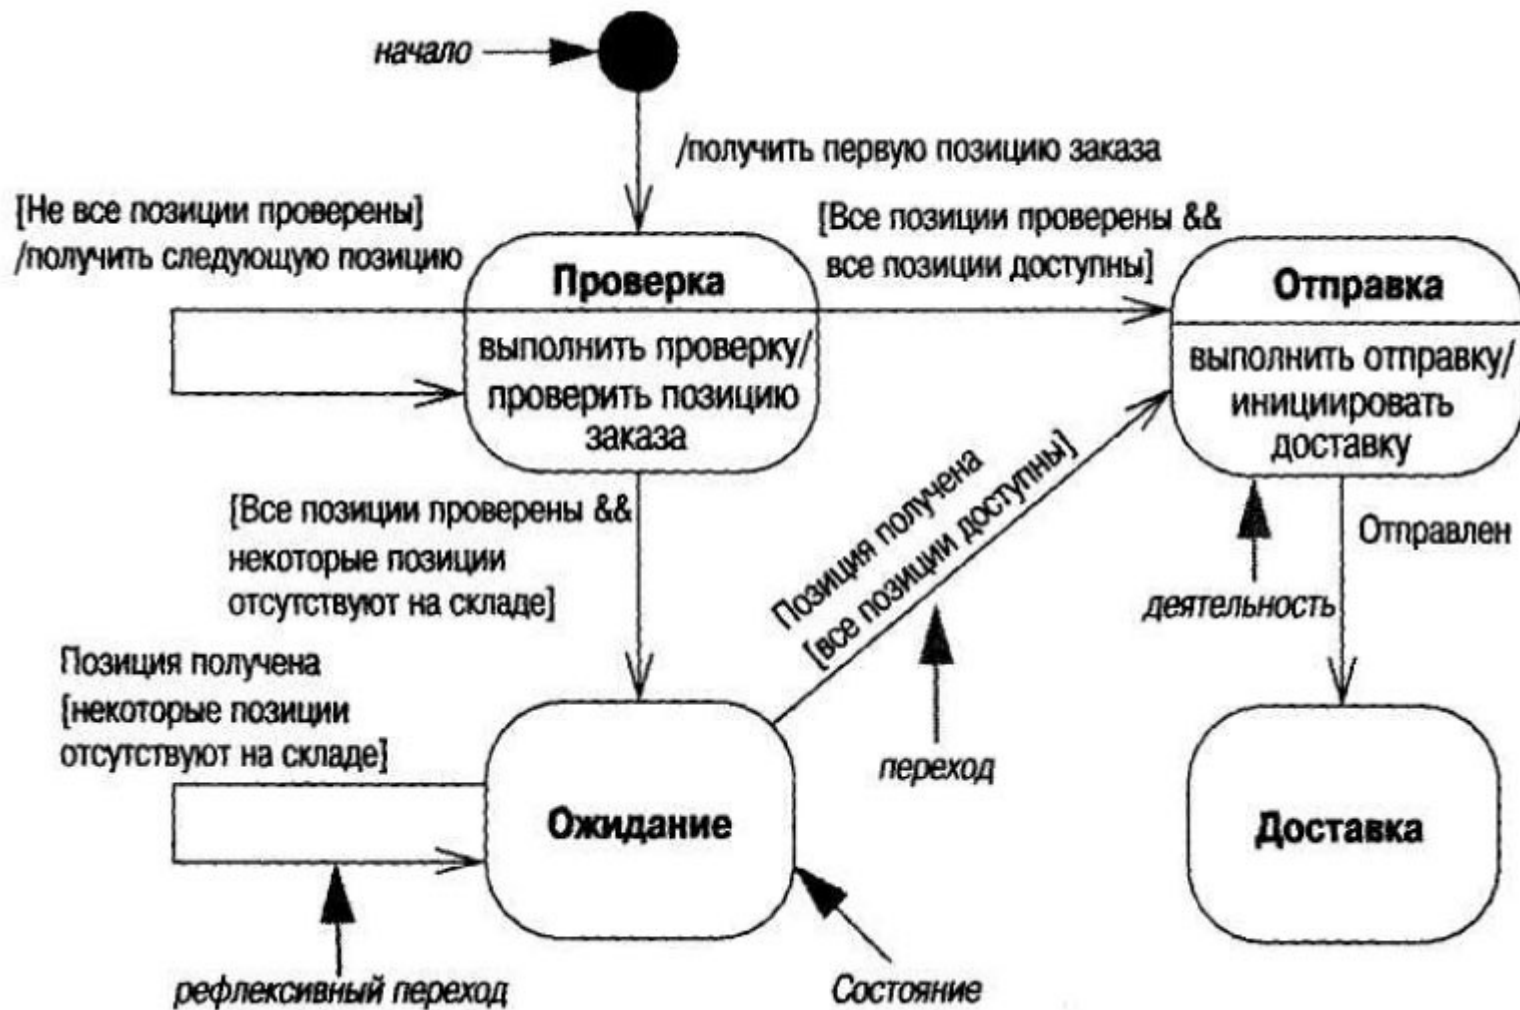 начало
/получить первую позицию заказа
[Не все позиции проверены]
/получить следующую позицию
[Все позиции проверены &&
все позиции доступны]
Проверка
выполнить проверку/
проверить позицию
заказа
Отправка
выполнить отправку/
инициировать
доставку
[Все позиции проверены &&
некоторые позиции
отсутствуют на складе]
Позиция получена
[все позиции доступны]
Отправлен
деятельность
переход
Позиция получена
[некоторые позиции
отсутствуют на складе]
Ожидание
Доставка
рефлексивный переход
Состояние